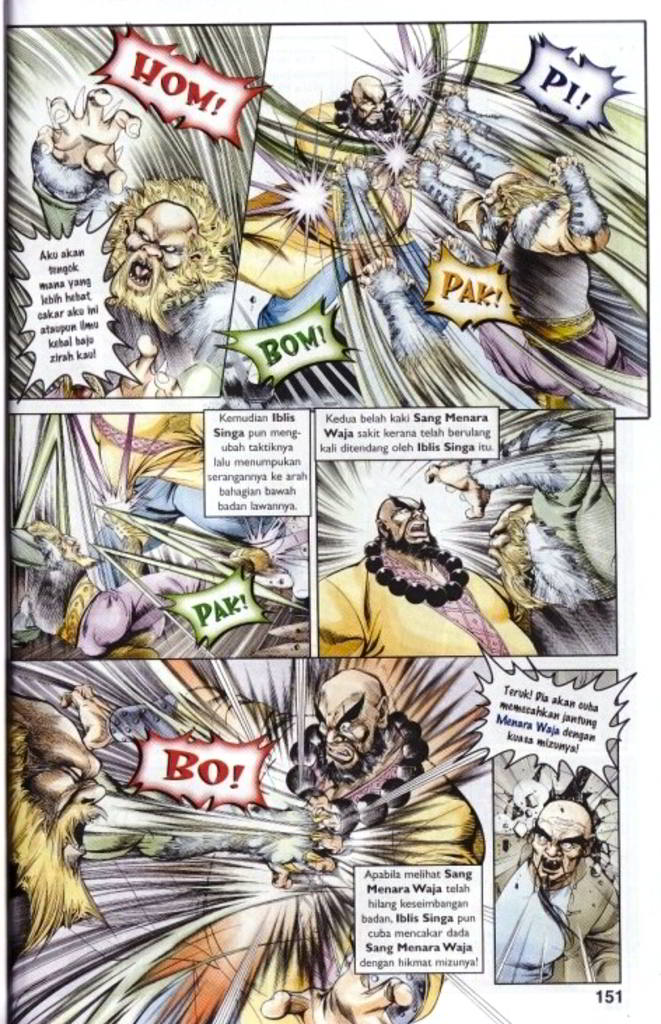 HOM!
PI!
Aku akan
tengok
mana yang
lebih hebat,
cakar aku ini
ataupun ilmu
kebal baju
zirah kau!
PAK!
BOM!
Kemudian Iblis
Singa pun meng-
ubah taktiknya
lalu menumpukan
serangannya ke arah
bahagian bawah
badan lawannya.
PAK!
Kedua belah kaki Sang Menara
Waja sakit kerana telah berulang
kali ditendang oleh Iblis Singa itu.
BO!
Apabila melihat Sang
Menara Waja telah
hilang keseimbangan
badan, Iblis Singa pun
cuba mencakar dada
Sang Menara Waja
dengan hikmat mizunya!
Teruk! Dia akan cuba
memecahkan jantung
Menara Waja dengan
kuasa mizunya!
151